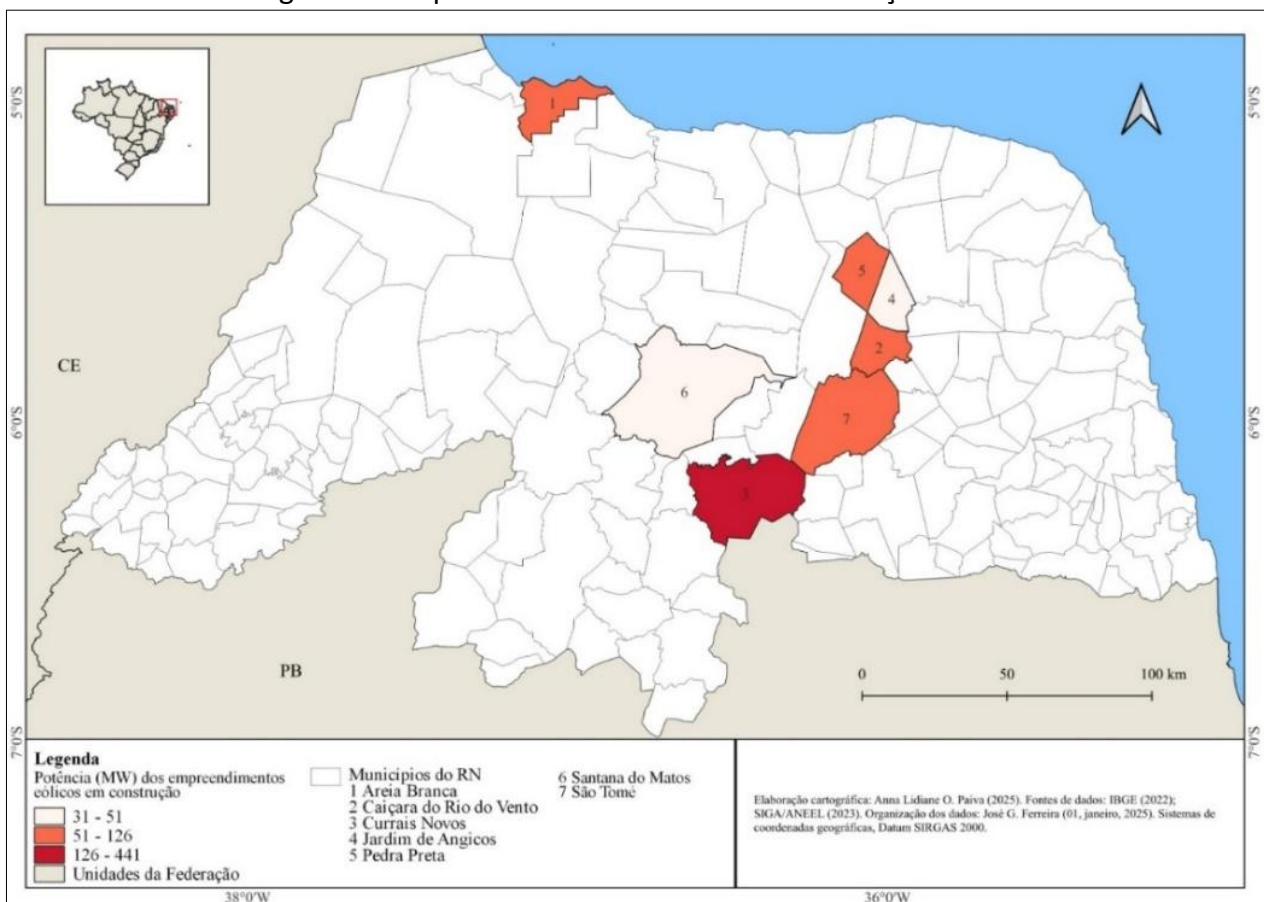 5°0'S
5°0'S
1
5
4
2
CE
6
6°0'S
7
6°0'S
3
PB
0 50 100 km
7°0'S
7°0'S
Legenda
Potência (MW) dos empreendimentos
eólicos em construção
31 - 51
51 - 126
126 - 441
Unidades da Federação
Municípios do RN
1 Areia Branca
2 Caiçara do Rio do Vento
3 Currais Novos
4 Jardim de Angicos
5 Pedra Preta
6 Santana do Matos
7 São Tomé
Elaboração cartográfica: Anna Lidiane O. Paiva (2025). Fontes de dados: IBGE (2022);
SIGA/ANEEL (2023). Organização dos dados: José G. Ferreira (01, janeiro, 2025). Sistemas de
coordenadas geográficas, Datum SIRGAS 2000.
38°0'W
36°0'W